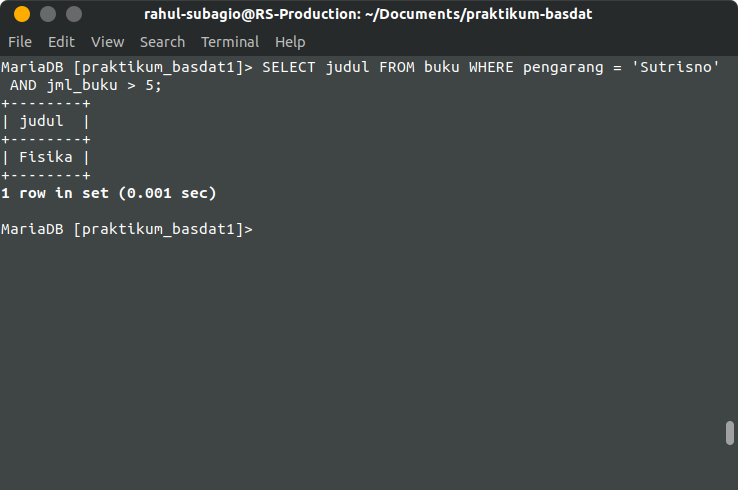 rahul-subagio@RS-Production: ~/Documents/praktikum-basdat
File Edit View Search Terminal Help
MariaDB [praktikum_basdat1]> SELECT judul FROM buku WHERE pengarang = 'Sutrisno'
 AND jml_buku > 5;
+--------+
| judul  |
+--------+
| Fisika |
+--------+
1 row in set (0.001 sec)
MariaDB [praktikum_basdat1]>